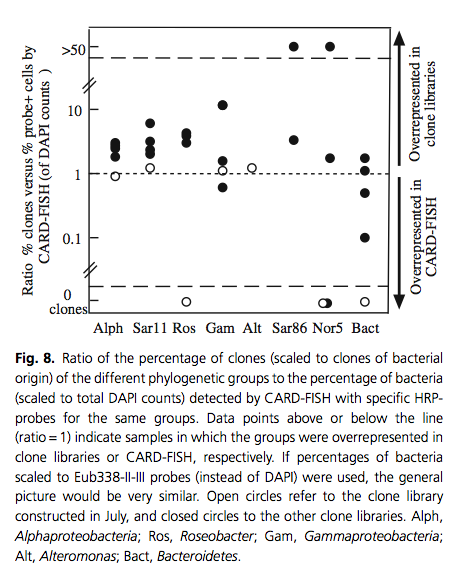 Ratio % clones versus % probe+ cells by
CARD-FISH (of DAPI counts )
>50
10
1
0.1
0
clones
Overrepresented in
clone libraries
Overrepresented in
CARD-FISH
Alph Sar11 Ros Gam Alt Sar86 Nor5 Bact
Fig. 8. Ratio of the percentage of clones (scaled to clones of bacterial
origin) of the different phylogenetic groups to the percentage of bacteria
(scaled to total DAPI counts) detected by CARD-FISH with specific HRP-
probes for the same groups. Data points above or below the line
(ratio = 1) indicate samples in which the groups were overrepresented in
clone libraries or CARD-FISH, respectively. If percentages of bacteria
scaled to Eub338-II-III probes (instead of DAPI) were used, the general
picture would be very similar. Open circles refer to the clone library
constructed in July, and closed circles to the other clone libraries. Alph,
Alphaproteobacteria; Ros, Roseobacter; Gam, Gammaproteobacteria;
Alt, Alteromonas; Bact, Bacteroidetes.